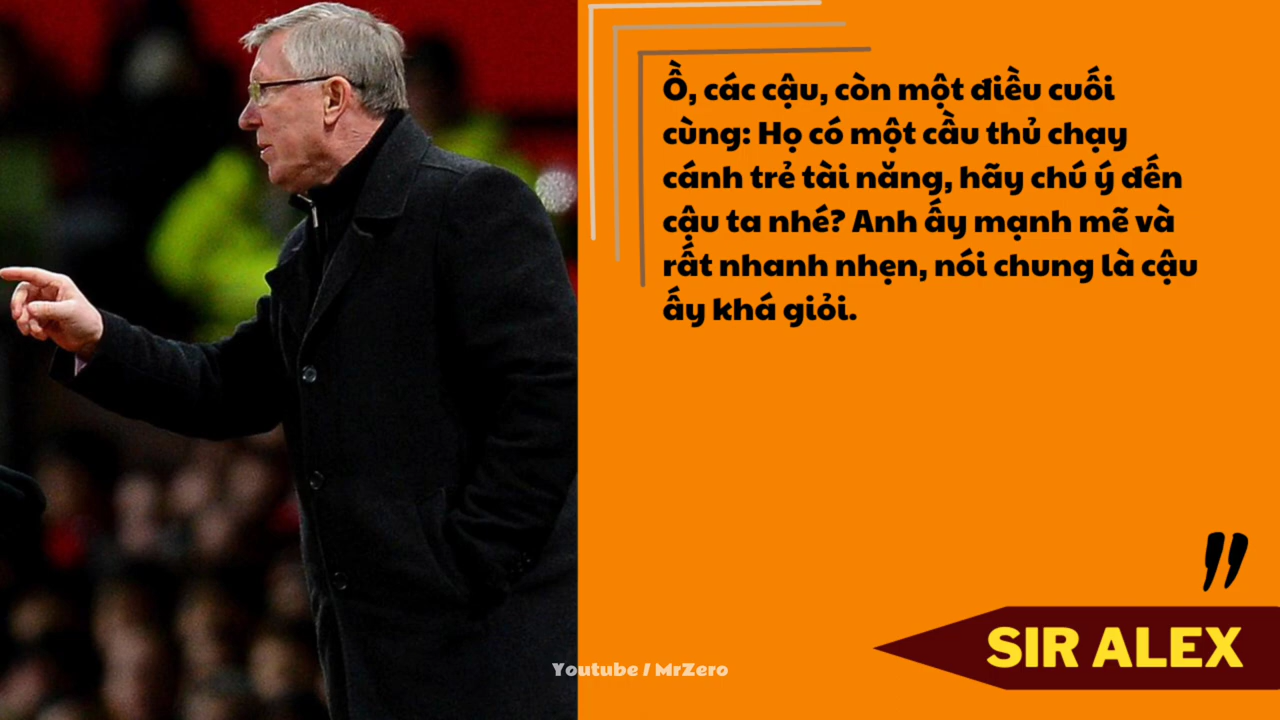 Ồ, các cậu, còn một điều cuối
cùng: Họ có một cầu thủ chạy
cánh trẻ tài năng, hãy chú ý đến
cậu ta nhé? Anh ấy mạnh mẽ và
rất nhanh nhẹn, nói chung là cậu
ấy khá giỏi.
"
SIR ALEX
Youtube / MrZero